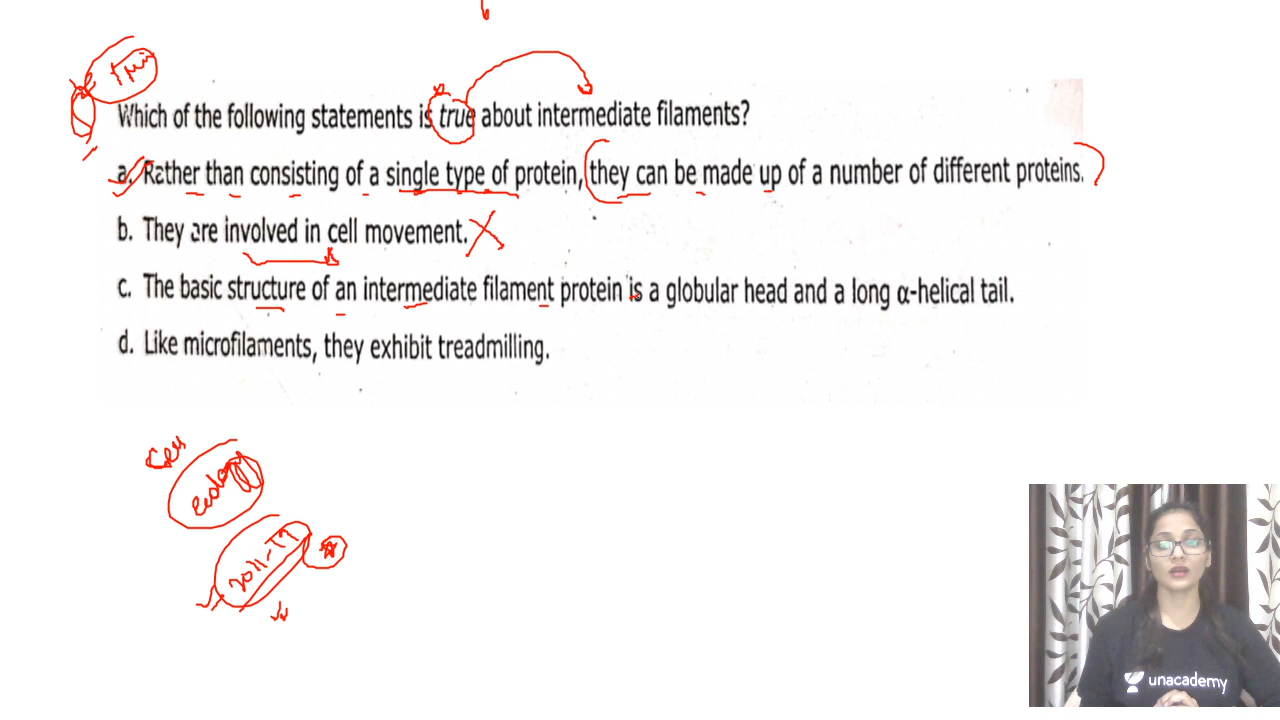 Which of the following statements is true about intermediate filaments?
a. Rather than consisting of a single type of protein, they can be made up of a number of different proteins.
b. They are involved in cell movement.
c. The basic structure of an intermediate filament protein is a globular head and a long α-helical tail.
d. Like microfilaments, they exhibit treadmilling.
Cell
ecology
2011-19
unacademy